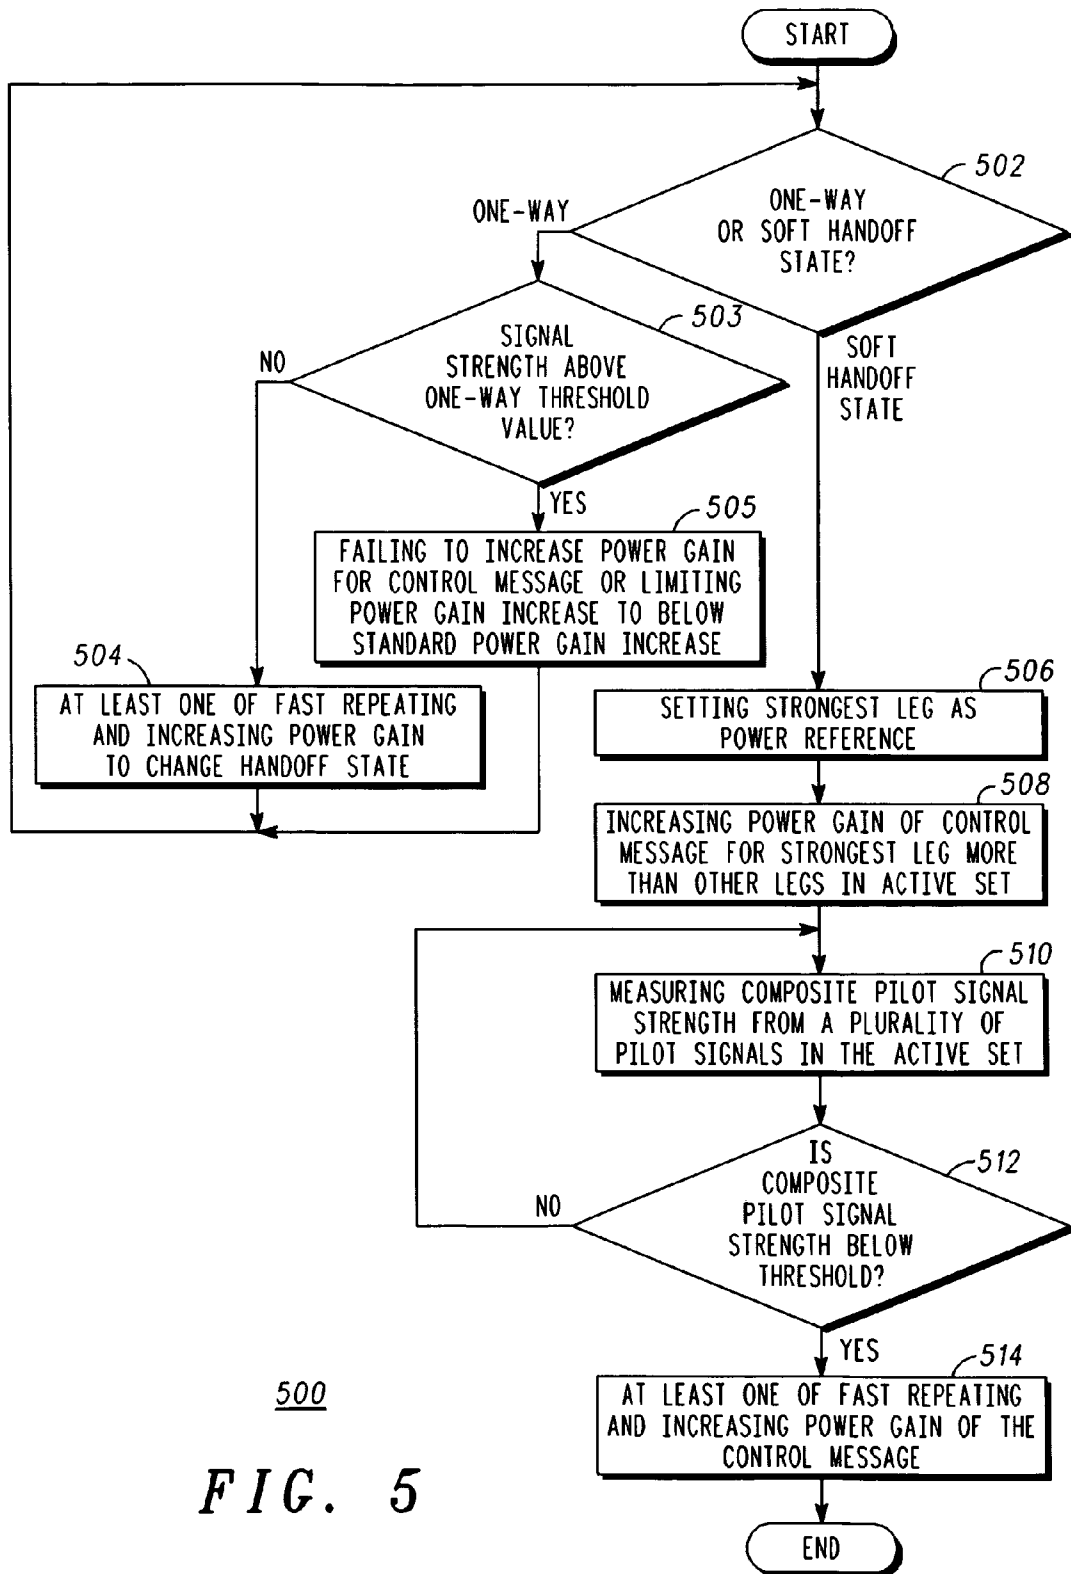 START
502
ONE-WAY
OR SOFT HANDOFF
STATE?
ONE-WAY
503
SIGNAL
STRENGTH ABOVE
ONE-WAY THRESHOLD
VALUE?
NO
SOFT
HANDOFF
STATE
YES
505
FAILING TO INCREASE POWER GAIN
FOR CONTROL MESSAGE OR LIMITING
POWER GAIN INCREASE TO BELOW
STANDARD POWER GAIN INCREASE
504
AT LEAST ONE OF FAST REPEATING
AND INCREASING POWER GAIN
TO CHANGE HANDOFF STATE
506
SETTING STRONGEST LEG AS
POWER REFERENCE
508
INCREASING POWER GAIN OF CONTROL
MESSAGE FOR STRONGEST LEG MORE
THAN OTHER LEGS IN ACTIVE SET
510
MEASURING COMPOSITE PILOT SIGNAL
STRENGTH FROM A PLURALITY OF
PILOT SIGNALS IN THE ACTIVE SET
512
IS
COMPOSITE
PILOT SIGNAL
STRENGTH BELOW
THRESHOLD?
NO
YES
514
AT LEAST ONE OF FAST REPEATING
AND INCREASING POWER GAIN OF THE
CONTROL MESSAGE
END
500
FIG. 5